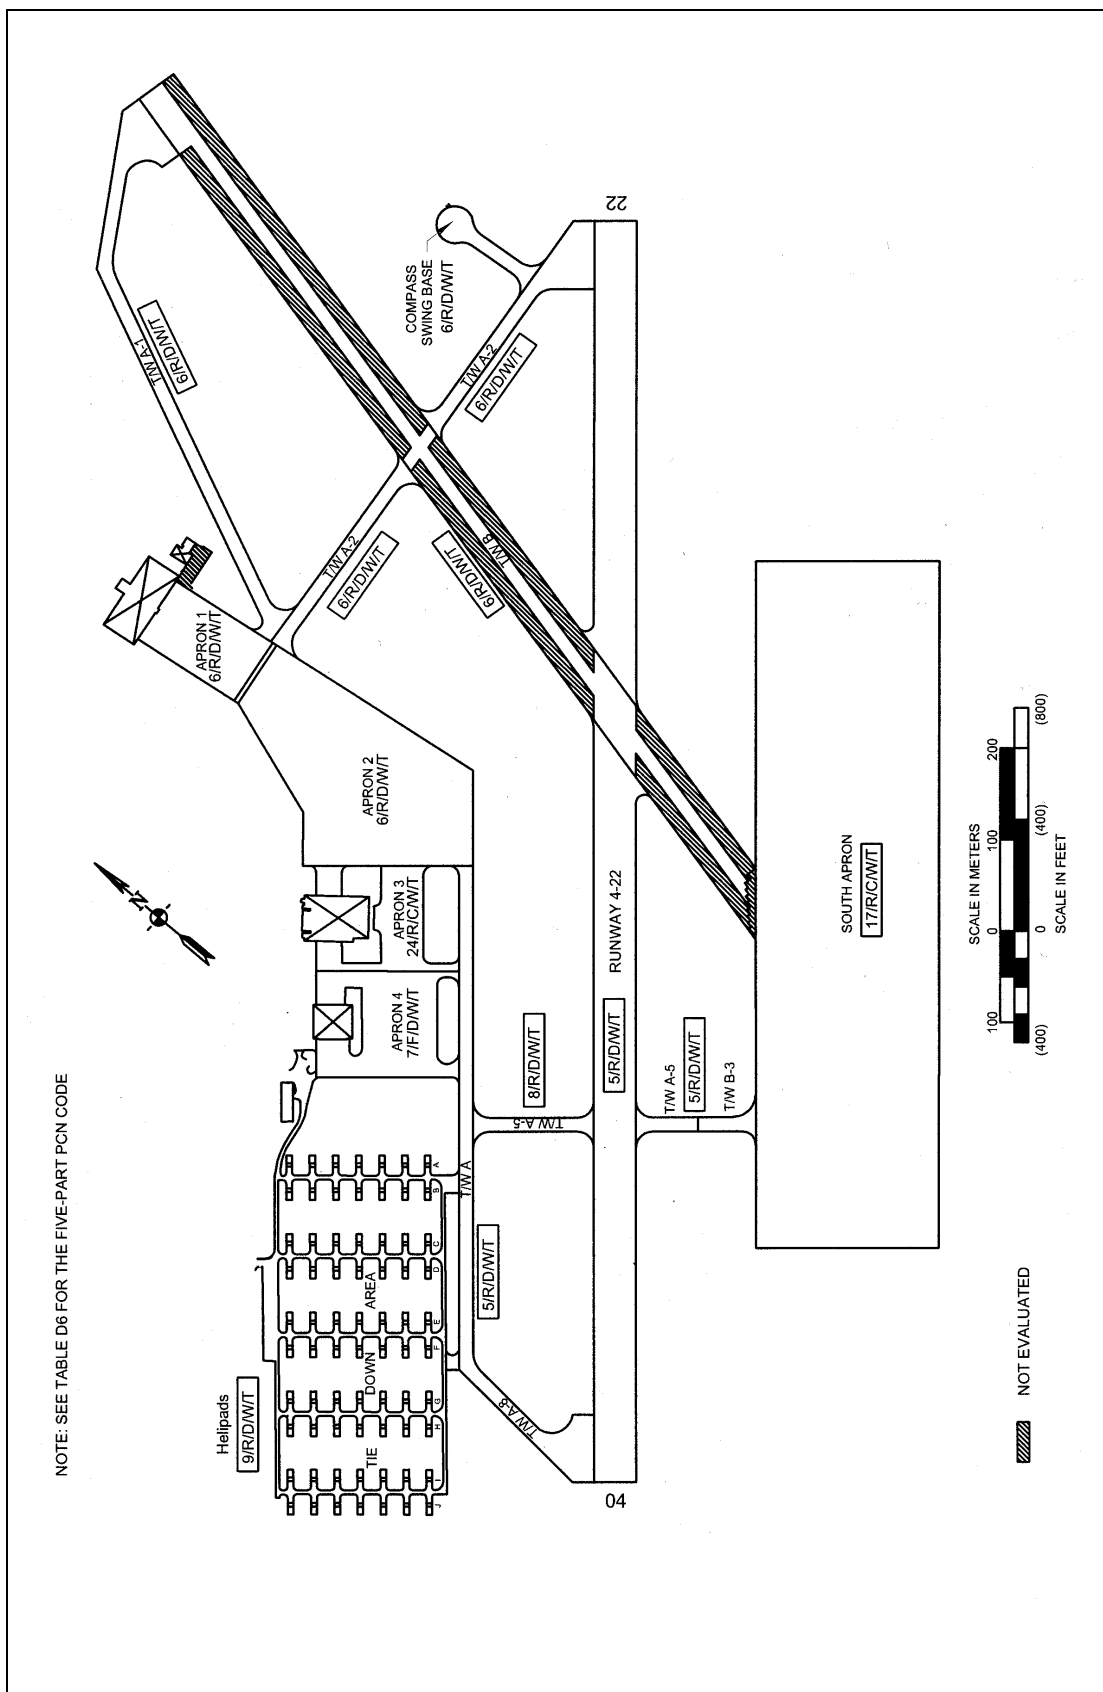 NOTE: SEE TABLE D6 FOR THE FIVE-PART PCN CODE
N
T/W A-1
6/R/D/W/T
COMPASS
SWING BASE
6/R/D/W/T
22
T/W A-2
6/R/D/W/T
APRON 1
6/R/D/W/T
T/W A-2
6/R/D/W/T
T/W B
6/R/D/W/T
APRON 2
6/R/D/W/T
APRON 3
24/R/C/W/T
APRON 4
7/F/D/W/T
RUNWAY 4-22
5/R/D/W/T
8/R/D/W/T
T/W A-5
T/W A-5
5/R/D/W/T
T/W B-3
SOUTH APRON
17/R/C/W/T
T/W A
5/R/D/W/T
T/W A-8
04
Helipads
9/R/D/W/T
TIE DOWN AREA
J I H G F E D C B A
SCALE IN METERS
100 0 100 200
(400) 0 (400) (800)
SCALE IN FEET
NOT EVALUATED